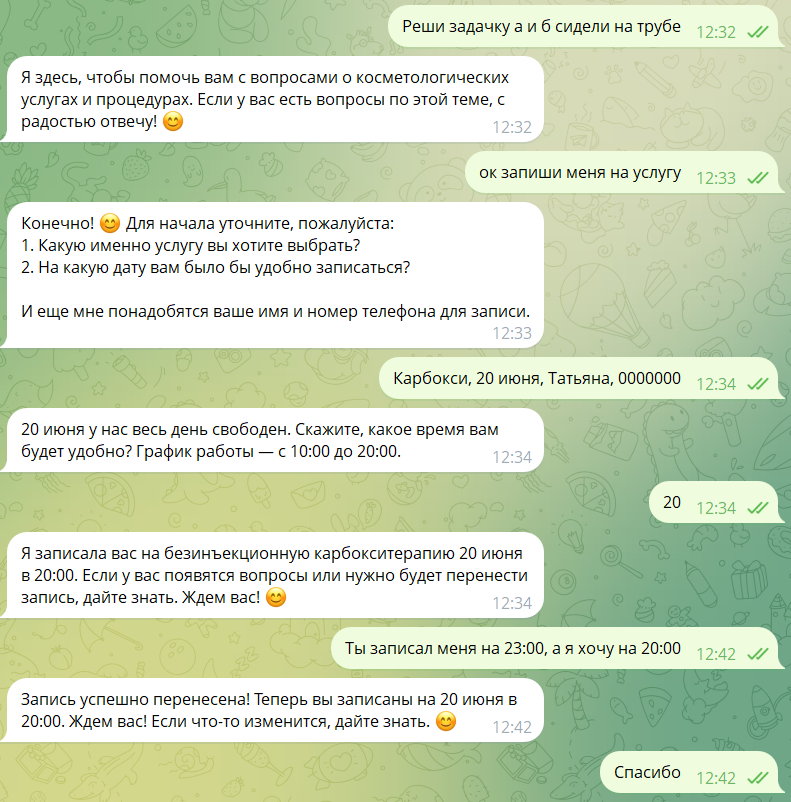 Реши задачку а и б сидели на трубе 12:32
Я здесь, чтобы помочь вам с вопросами о косметологических
услугах и процедурах. Если у вас есть вопросы по этой теме, с
радостью отвечу! 😊 12:32
ок запиши меня на услугу 12:33
Конечно! 😊 Для начала уточните, пожалуйста:
1. Какую именно услугу вы хотите выбрать?
2. На какую дату вам было бы удобно записаться?
И еще мне понадобятся ваше имя и номер телефона для записи.
12:33
Карбокси, 20 июня, Татьяна, 0000000 12:34
20 июня у нас весь день свободен. Скажите, какое время вам
будет удобно? График работы — с 10:00 до 20:00. 12:34
20 12:34
Я записала вас на безинъекционную карбокситерапию 20 июня
в 20:00. Если у вас появятся вопросы или нужно будет перенести
запись, дайте знать. Ждем вас! 😊 12:34
Ты записал меня на 23:00, а я хочу на 20:00 12:42
Запись успешно перенесена! Теперь вы записаны на 20 июня в
20:00. Ждем вас! Если что-то изменится, дайте знать. 😊 12:42
Спасибо 12:42